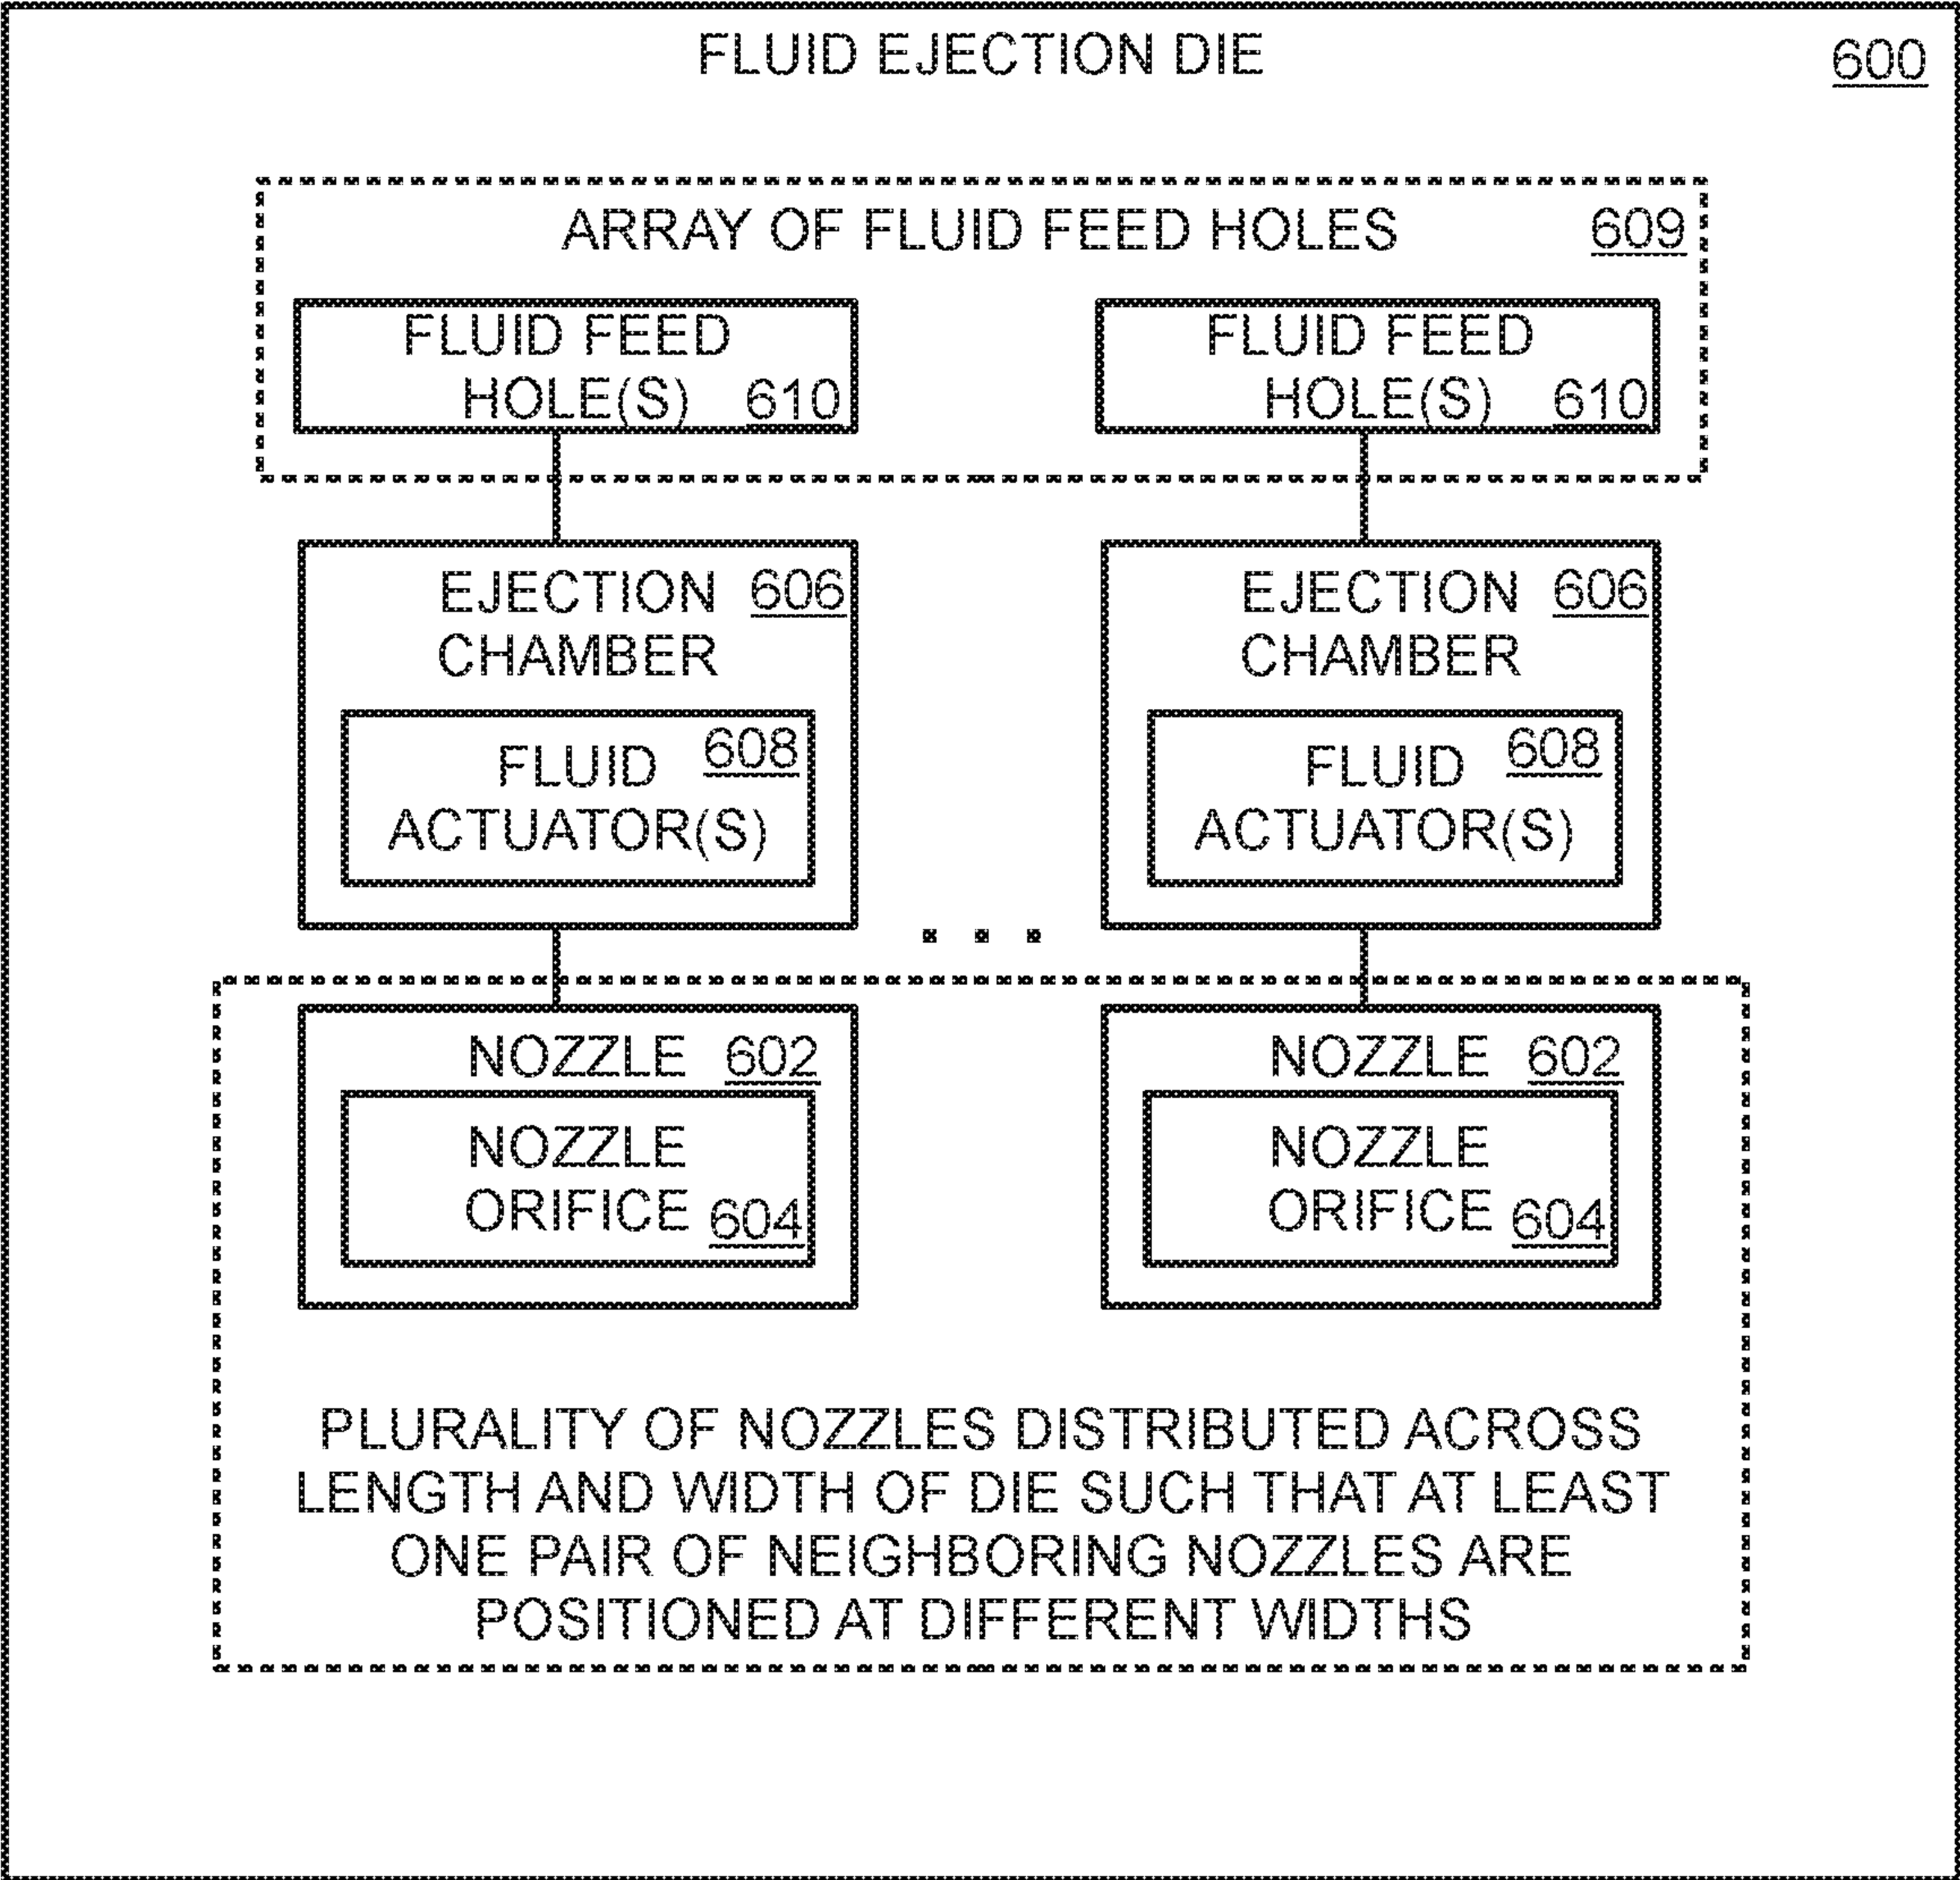 FLUID EJECTION DIE 600
ARRAY OF FLUID FEED HOLES 609
FLUID FEED
HOLE(S) 610
FLUID FEED
HOLE(S) 610
EJECTION 606
CHAMBER
FLUID 608
ACTUATOR(S)
EJECTION 606
CHAMBER
FLUID 608
ACTUATOR(S)
. . .
NOZZLE 602
NOZZLE
ORIFICE 604
NOZZLE 602
NOZZLE
ORIFICE 604
PLURALITY OF NOZZLES DISTRIBUTED ACROSS
LENGTH AND WIDTH OF DIE SUCH THAT AT LEAST
ONE PAIR OF NEIGHBORING NOZZLES ARE
POSITIONED AT DIFFERENT WIDTHS